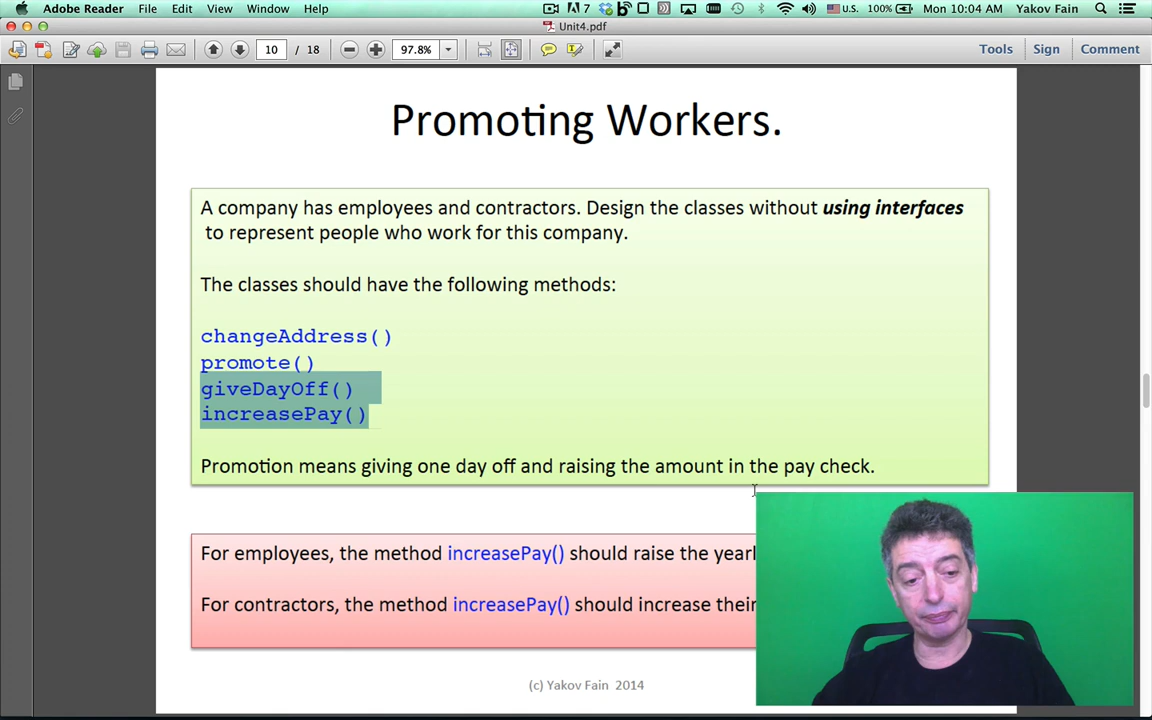 Adobe Reader File Edit View Window Help 7 U.S. 100% Mon 10:04 AM Yakov Fain
Unit4.pdf
10 / 18 97.8% Tools Sign Comment
Promoting Workers.
A company has employees and contractors. Design the classes without using interfaces
to represent people who work for this company.
The classes should have the following methods:
changeAddress()
promote()
giveDayOff()
increasePay()
Promotion means giving one day off and raising the amount in the pay check.
For employees, the method increasePay() should raise the yearl
For contractors, the method increasePay() should increase their
(c) Yakov Fain 2014